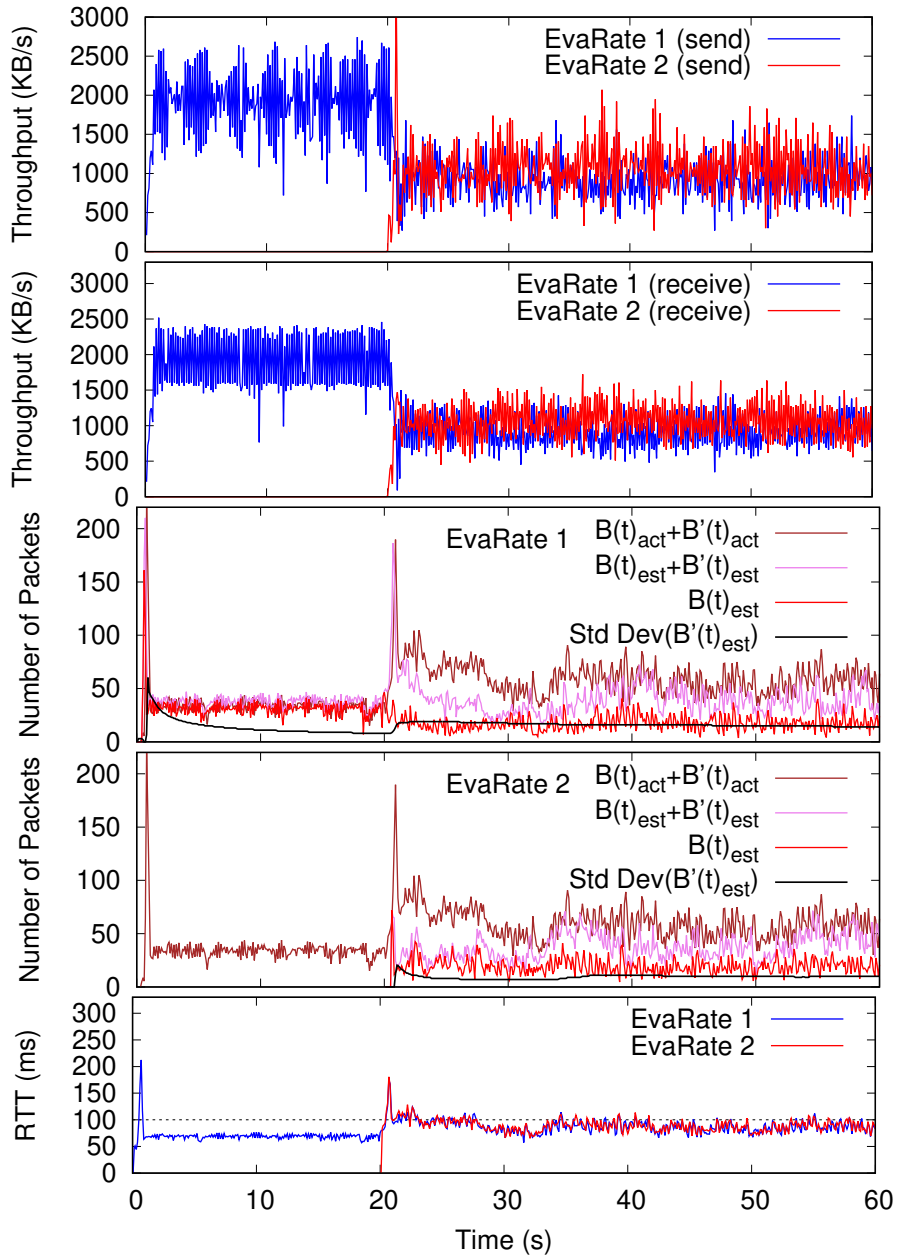 Throughput (KB/s)
3000
2500
2000
1500
1000
500
0
EvaRate 1 (send)
EvaRate 2 (send)
Throughput (KB/s)
3000
2500
2000
1500
1000
500
0
EvaRate 1 (receive)
EvaRate 2 (receive)
Number of Packets
200
150
100
50
0
EvaRate 1
B(t)act+B'(t)act
B(t)est+B'(t)est
B(t)est
Std Dev(B'(t)est)
Number of Packets
200
150
100
50
0
EvaRate 2
B(t)act+B'(t)act
B(t)est+B'(t)est
B(t)est
Std Dev(B'(t)est)
RTT (ms)
300
250
200
150
100
50
0
EvaRate 1
EvaRate 2
0 10 20 30 40 50 60
Time (s)